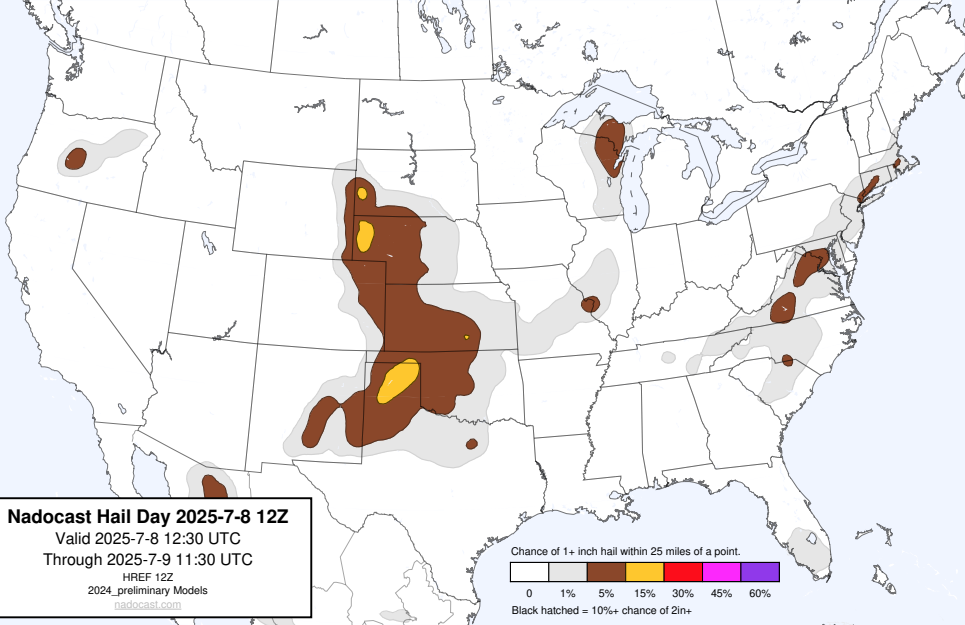 Nadocast Hail Day 2025-7-8 12Z
Valid 2025-7-8 12:30 UTC
Through 2025-7-9 11:30 UTC
HREF 12Z
2024_preliminary Models
nadocast.com
Chance of 1+ inch hail within 25 miles of a point.
0 1% 5% 15% 30% 45% 60%
Black hatched = 10%+ chance of 2in+